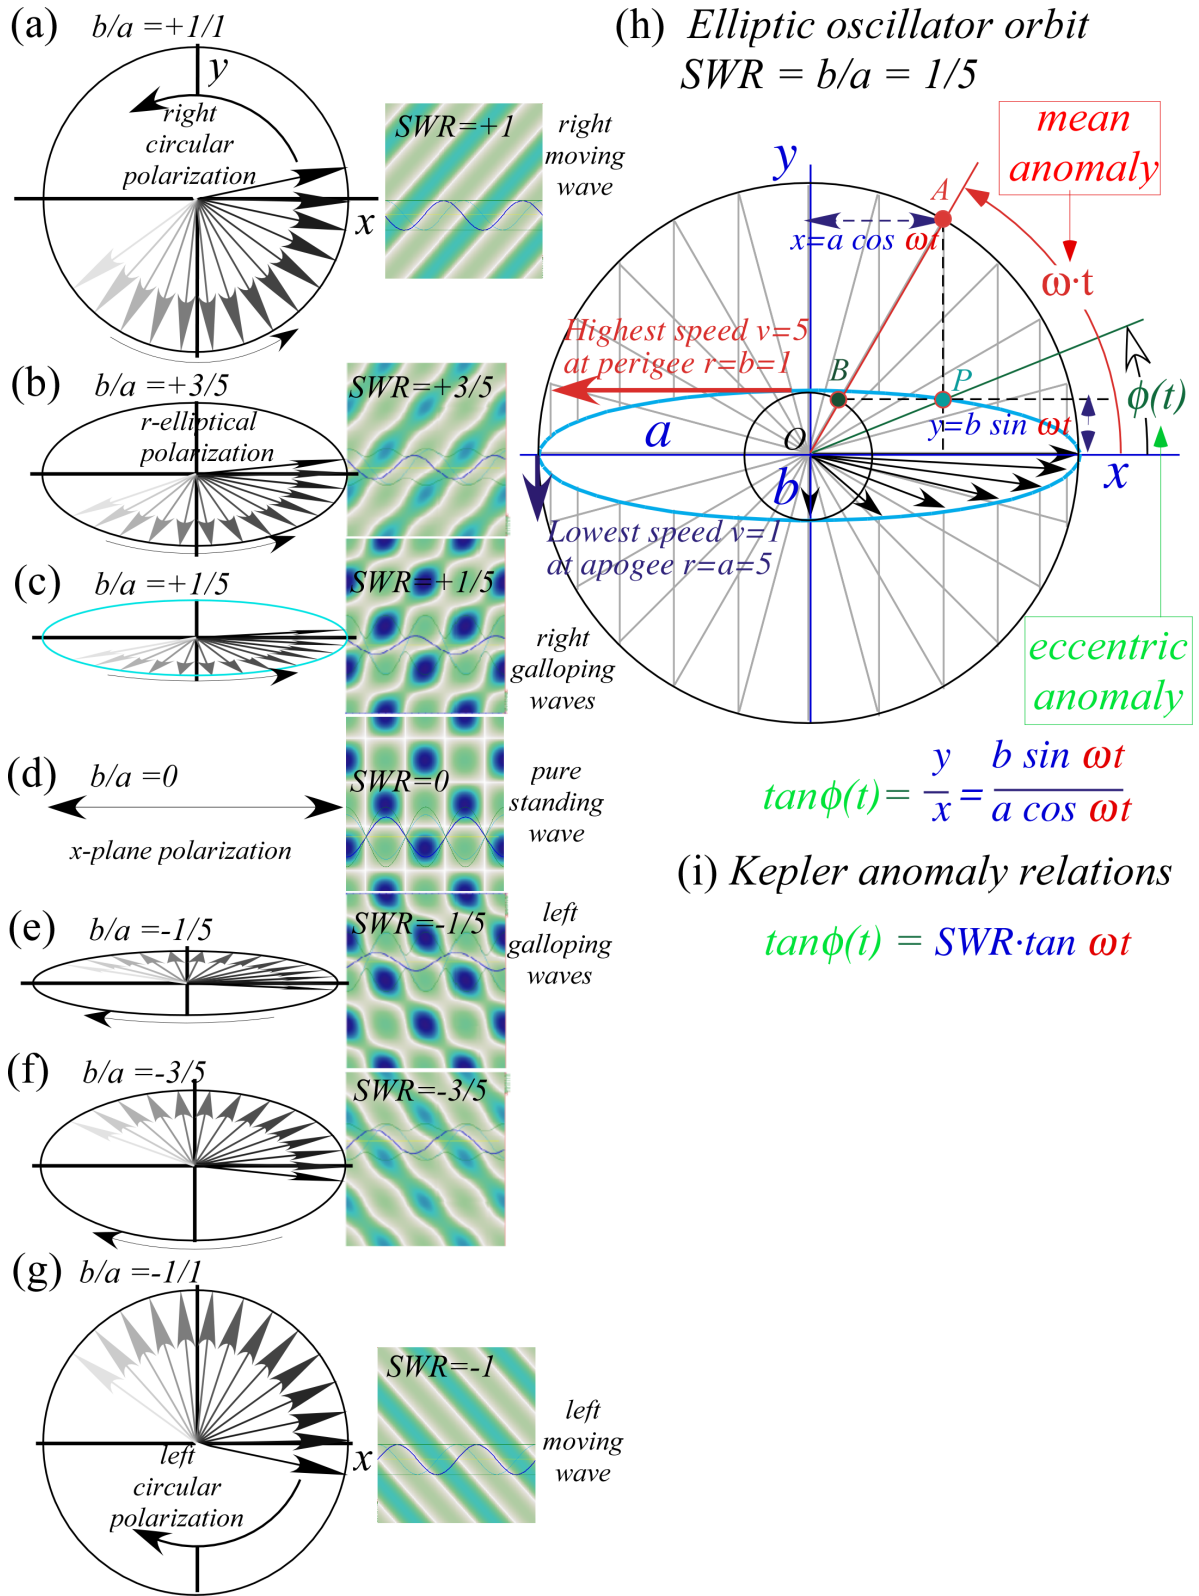 (a) b/a=+1/1
y
right
circular
polarization
x
SWR=+1
right
moving
wave
(b) b/a=+3/5
r-elliptical
polarization
SWR=+3/5
(c) b/a=+1/5
SWR=+1/5
right
galloping
waves
(d) b/a=0
x-plane polarization
SWR=0
pure
standing
wave
(e) b/a=-1/5
SWR=-1/5
left
galloping
waves
(f) b/a=-3/5
SWR=-3/5
(g) b/a=-1/1
x
left
circular
polarization
SWR=-1
left
moving
wave
(h) Elliptic oscillator orbit
SWR = b/a = 1/5
mean
anomaly
y
A
x=a cos ωt
ω·t
Highest speed v=5
at perigee r=b=1
B
P
ϕ(t)
a
O
y=b sin ωt
b
x
Lowest speed v=1
at apogee r=a=5
eccentric
anomaly
tanϕ(t)= y/x = b sin ωt / a cos ωt
(i) Kepler anomaly relations
tanϕ(t) = SWR·tan ωt